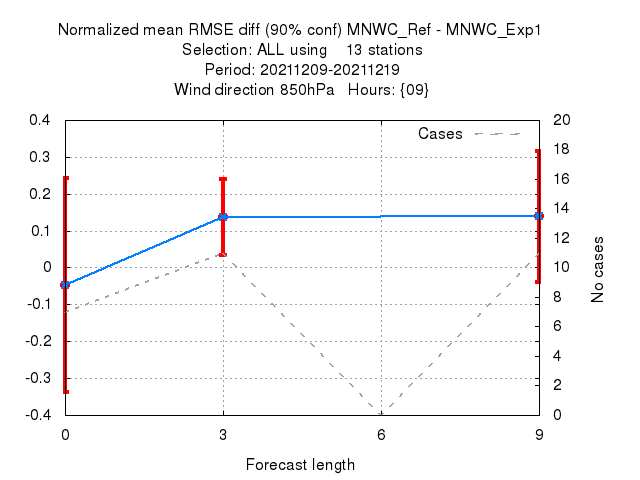 Normalized mean RMSE diff (90% conf) MNWC_Ref - MNWC_Exp1
Selection: ALL using 13 stations
Period: 20211209-20211219
Wind direction 850hPa Hours: {09}
Cases
0.4
0.3
0.2
0.1
0
-0.1
-0.2
-0.3
-0.4
20
18
16
14
12
10
8
6
4
2
0
No cases
0 3 6 9
Forecast length